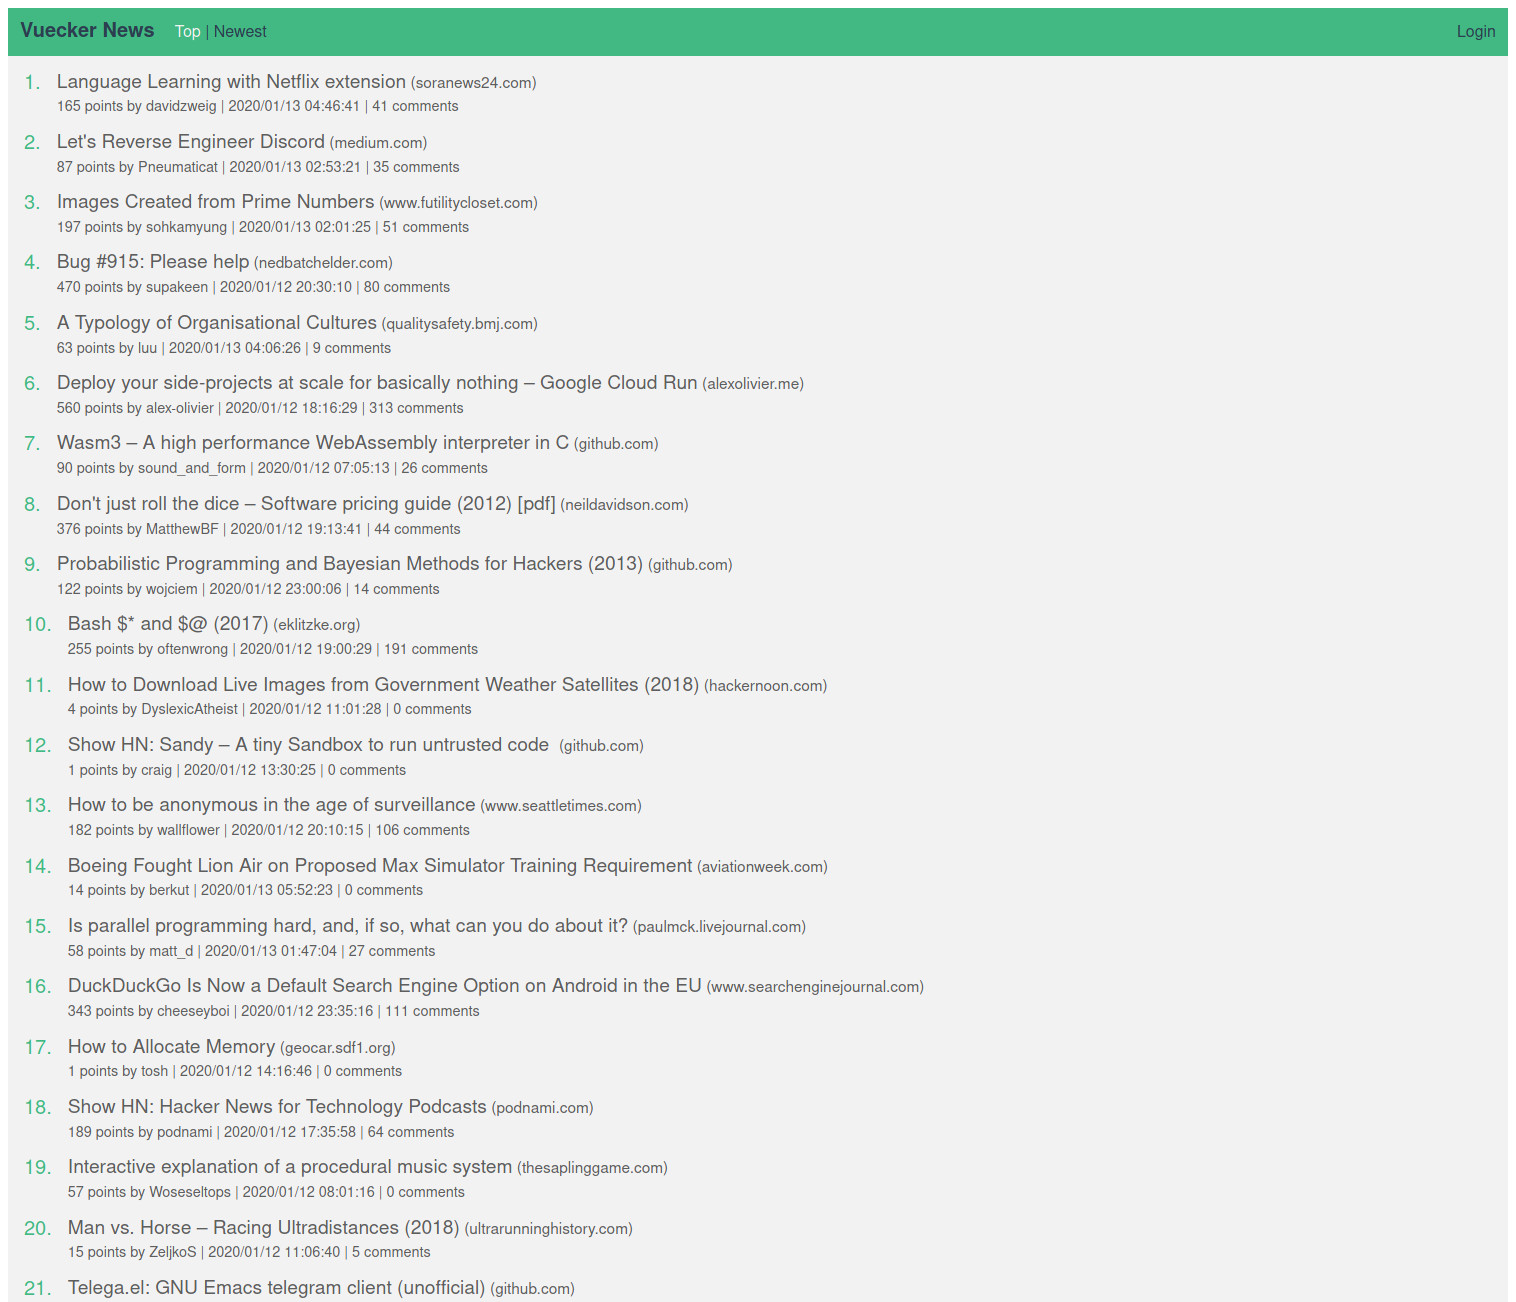 Vuecker News Top | Newest Login
1. Language Learning with Netflix extension (soranews24.com)
165 points by davidzweig | 2020/01/13 04:46:41 | 41 comments
2. Let's Reverse Engineer Discord (medium.com)
87 points by Pneumaticat | 2020/01/13 02:53:21 | 35 comments
3. Images Created from Prime Numbers (www.futilitycloset.com)
197 points by sohkamyung | 2020/01/13 02:01:25 | 51 comments
4. Bug #915: Please help (nedbatchelder.com)
470 points by supakeen | 2020/01/12 20:30:10 | 80 comments
5. A Typology of Organisational Cultures (qualitysafety.bmj.com)
63 points by luu | 2020/01/13 04:06:26 | 9 comments
6. Deploy your side-projects at scale for basically nothing – Google Cloud Run (alexolivier.me)
560 points by alex-olivier | 2020/01/12 18:16:29 | 313 comments
7. Wasm3 – A high performance WebAssembly interpreter in C (github.com)
90 points by sound_and_form | 2020/01/12 07:05:13 | 26 comments
8. Don't just roll the dice – Software pricing guide (2012) [pdf] (neildavidson.com)
376 points by MatthewBF | 2020/01/12 19:13:41 | 44 comments
9. Probabilistic Programming and Bayesian Methods for Hackers (2013) (github.com)
122 points by wojciem | 2020/01/12 23:00:06 | 14 comments
10. Bash $* and $@ (2017) (eklitzke.org)
255 points by oftenwrong | 2020/01/12 19:00:29 | 191 comments
11. How to Download Live Images from Government Weather Satellites (2018) (hackernoon.com)
4 points by DyslexicAtheist | 2020/01/12 11:01:28 | 0 comments
12. Show HN: Sandy – A tiny Sandbox to run untrusted code (github.com)
1 points by craig | 2020/01/12 13:30:25 | 0 comments
13. How to be anonymous in the age of surveillance (www.seattletimes.com)
182 points by wallflower | 2020/01/12 20:10:15 | 106 comments
14. Boeing Fought Lion Air on Proposed Max Simulator Training Requirement (aviationweek.com)
14 points by berkut | 2020/01/13 05:52:23 | 0 comments
15. Is parallel programming hard, and, if so, what can you do about it? (paulmck.livejournal.com)
58 points by matt_d | 2020/01/13 01:47:04 | 27 comments
16. DuckDuckGo Is Now a Default Search Engine Option on Android in the EU (www.searchenginejournal.com)
343 points by cheeseyboi | 2020/01/12 23:35:16 | 111 comments
17. How to Allocate Memory (geocar.sdf1.org)
1 points by tosh | 2020/01/12 14:16:46 | 0 comments
18. Show HN: Hacker News for Technology Podcasts (podnami.com)
189 points by podnami | 2020/01/12 17:35:58 | 64 comments
19. Interactive explanation of a procedural music system (thesaplinggame.com)
57 points by Woseseltops | 2020/01/12 08:01:16 | 0 comments
20. Man vs. Horse – Racing Ultradistances (2018) (ultrarunninghistory.com)
15 points by ZeljkoS | 2020/01/12 11:06:40 | 5 comments
21. Telega.el: GNU Emacs telegram client (unofficial) (github.com)